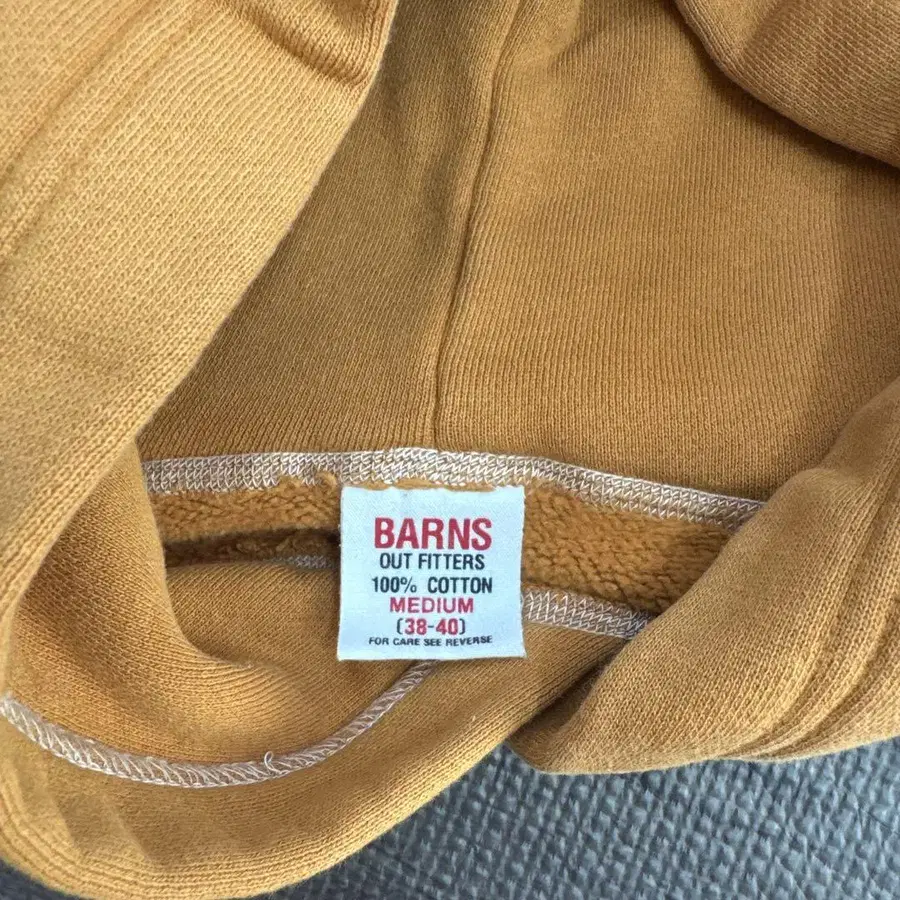 BARNS
OUT FITTERS
100% COTTON
MEDIUM
(38-40)
FOR CARE SEE REVERSE